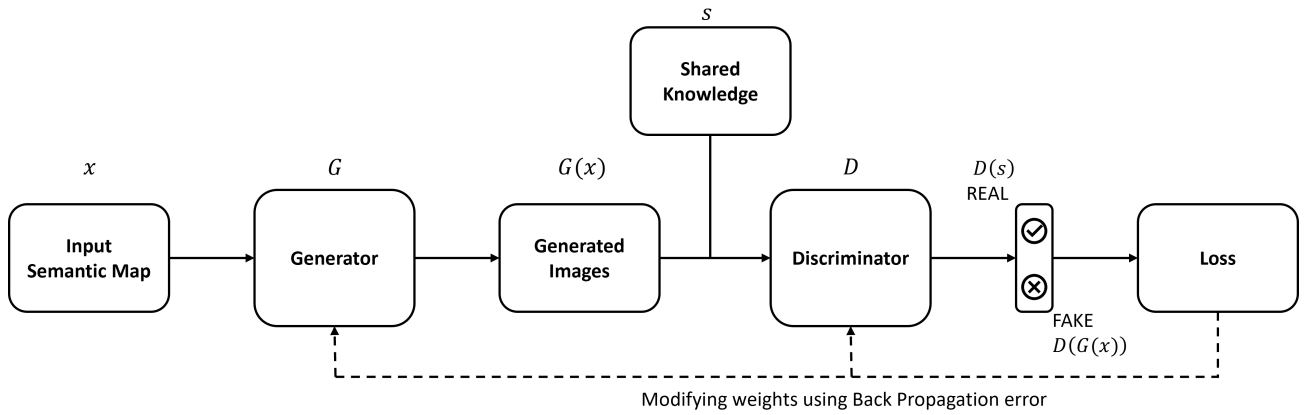 s
Shared
Knowledge
x
G
G(x)
D
D(s)
REAL
Input
Semantic Map
Generator
Generated
Images
Discriminator
Loss
FAKE
D(G(x))
Modifying weights using Back Propagation error